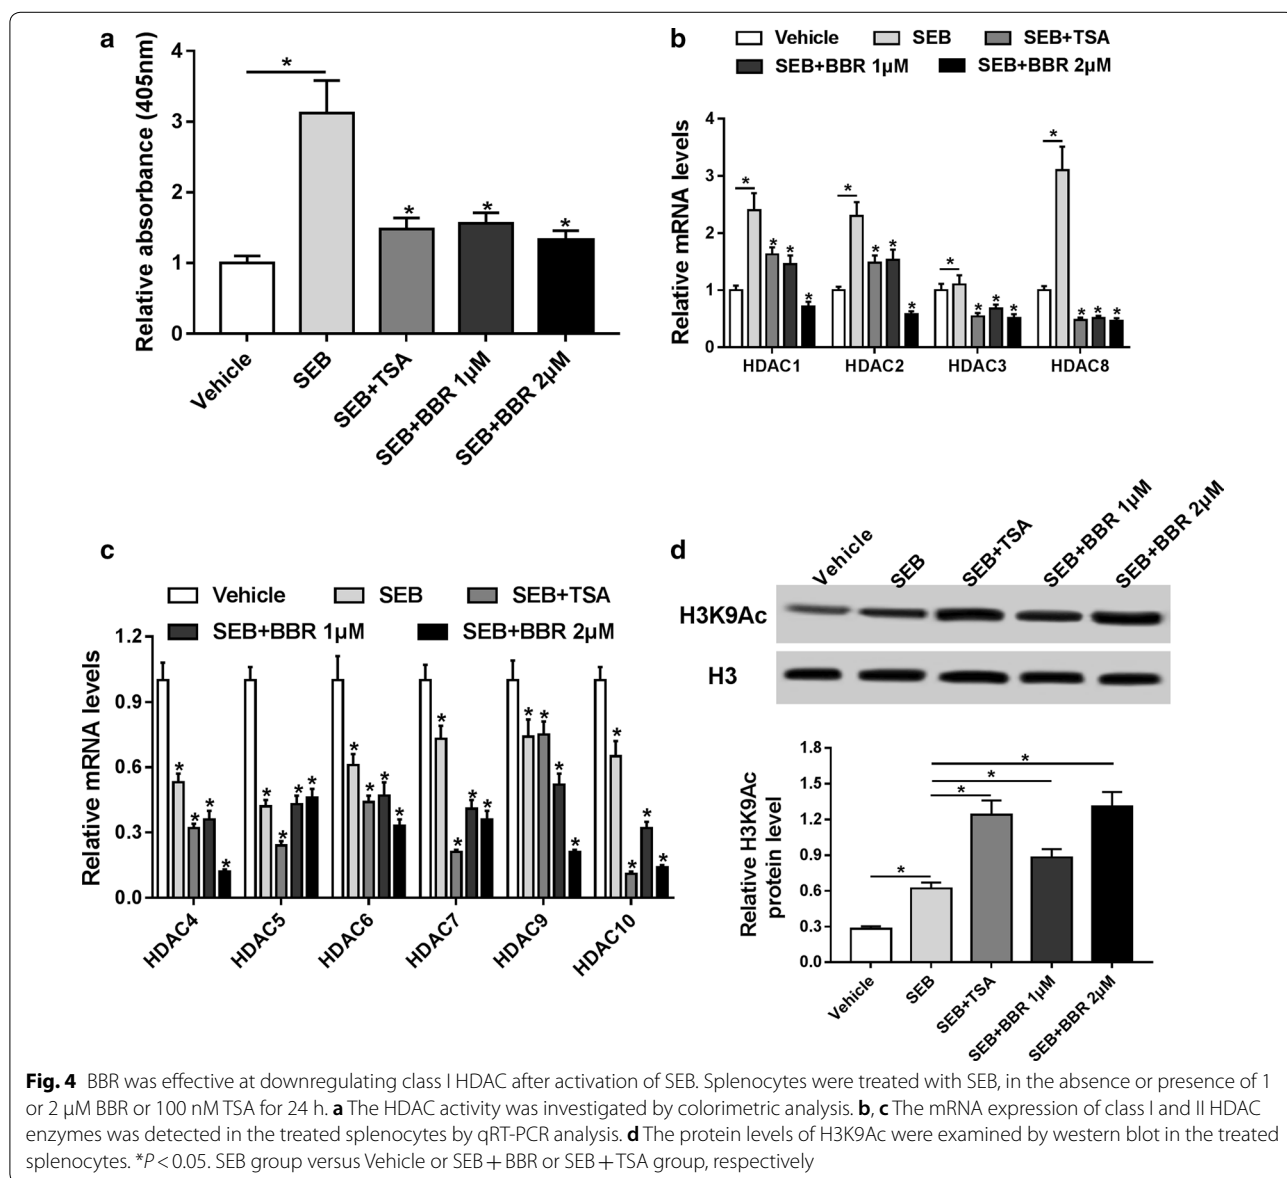 a
Relative absorbance (405nm)
4
3
2
1
0
*
*
*
*
Vehicle
SEB
SEB+TSA
SEB+BBR 1μM
SEB+BBR 2μM
b
Vehicle SEB SEB+TSA
SEB+BBR 1μM SEB+BBR 2μM
Relative mRNA levels
4
3
2
1
0
* * * *
* * * *
* * * *
* * * *
HDAC1 HDAC2 HDAC3 HDAC8
c
Vehicle SEB SEB+TSA
SEB+BBR 1μM SEB+BBR 2μM
Relative mRNA levels
1.2
0.9
0.6
0.3
0.0
* * * *
* * * *
* * * *
* * * *
* * * *
* * * *
HDAC4 HDAC5 HDAC6 HDAC7 HDAC9 HDAC10
d
Vehicle SEB SEB+TSA SEB+BBR 1μM SEB+BBR 2μM
H3K9Ac
H3
Relative H3K9Ac
protein level
1.8
1.5
1.2
0.9
0.6
0.3
0.0
*
*
*
*
Vehicle
SEB
SEB+TSA
SEB+BBR 1μM
SEB+BBR 2μM
Fig. 4 BBR was effective at downregulating class I HDAC after activation of SEB. Splenocytes were treated with SEB, in the absence or presence of 1
or 2 μM BBR or 100 nM TSA for 24 h. a The HDAC activity was investigated by colorimetric analysis. b, c The mRNA expression of class I and II HDAC
enzymes was detected in the treated splenocytes by qRT-PCR analysis. d The protein levels of H3K9Ac were examined by western blot in the treated
splenocytes. *P < 0.05. SEB group versus Vehicle or SEB + BBR or SEB + TSA group, respectively